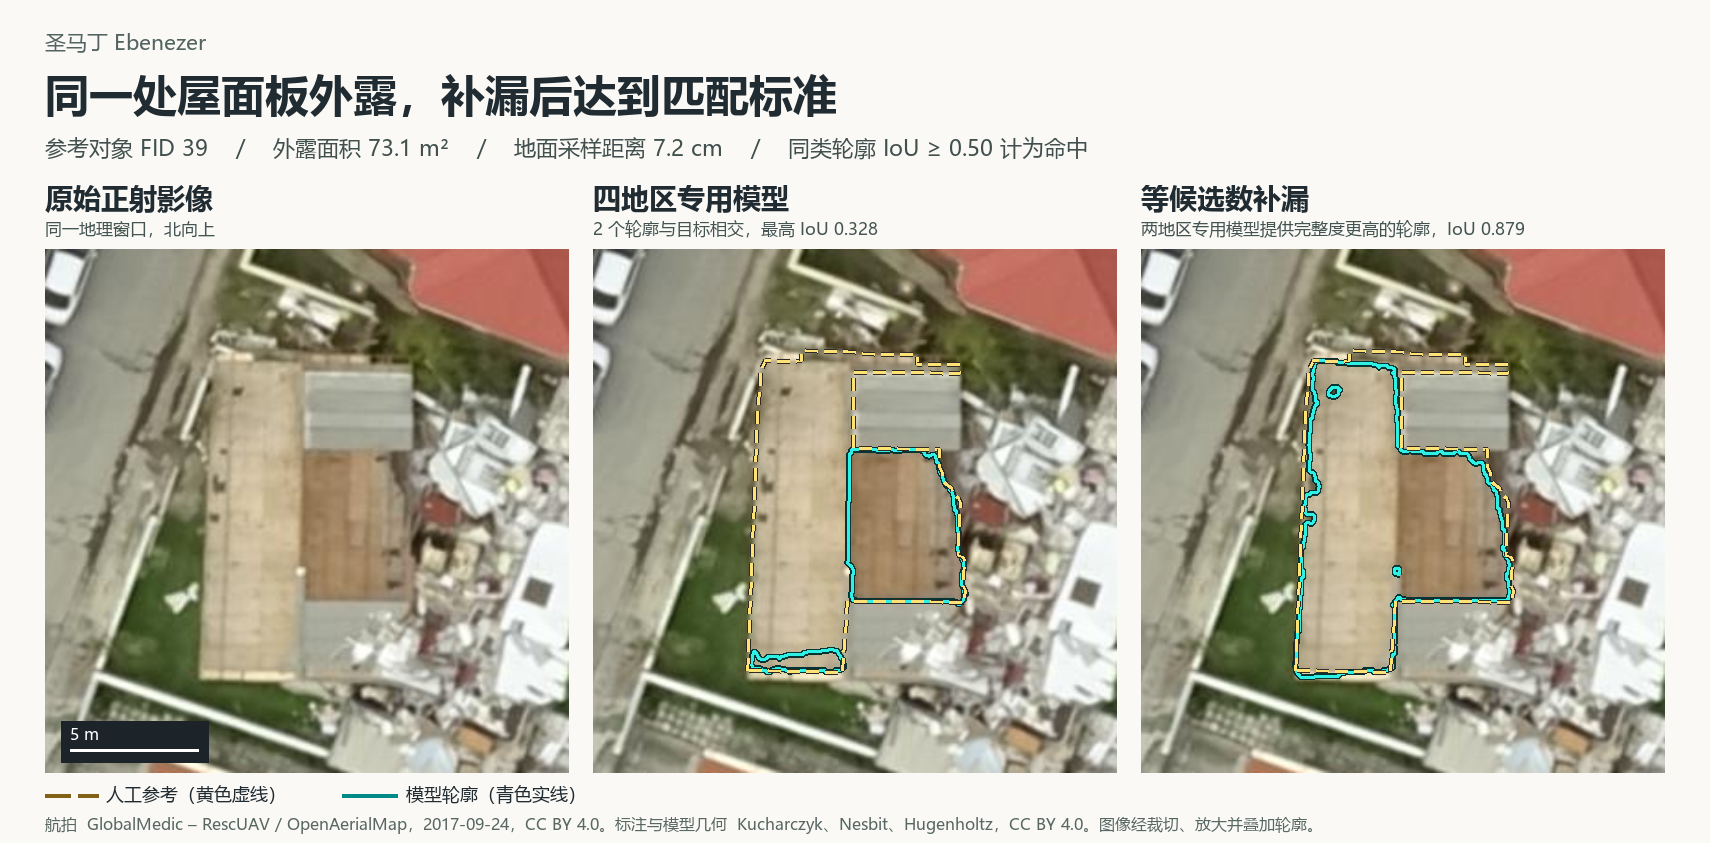 圣马丁 Ebenezer
同一处屋面板外露，补漏后达到匹配标准
参考对象 FID 39 / 外露面积 73.1 m² / 地面采样距离 7.2 cm / 同类轮廓 IoU ≥ 0.50 计为命中
原始正射影像
同一地理窗口，北向上
四地区专用模型
2 个轮廓与目标相交，最高 IoU 0.328
等候选数补漏
两地区专用模型提供完整度更高的轮廓，IoU 0.879
5 m
人工参考（黄色虚线）
模型轮廓（青色实线）
航拍 GlobalMedic – RescUAV / OpenAerialMap，2017-09-24，CC BY 4.0。标注与模型几何 Kucharczyk、Nesbit、Hugenholtz，CC BY 4.0。图像经裁切、放大并叠加轮廓。